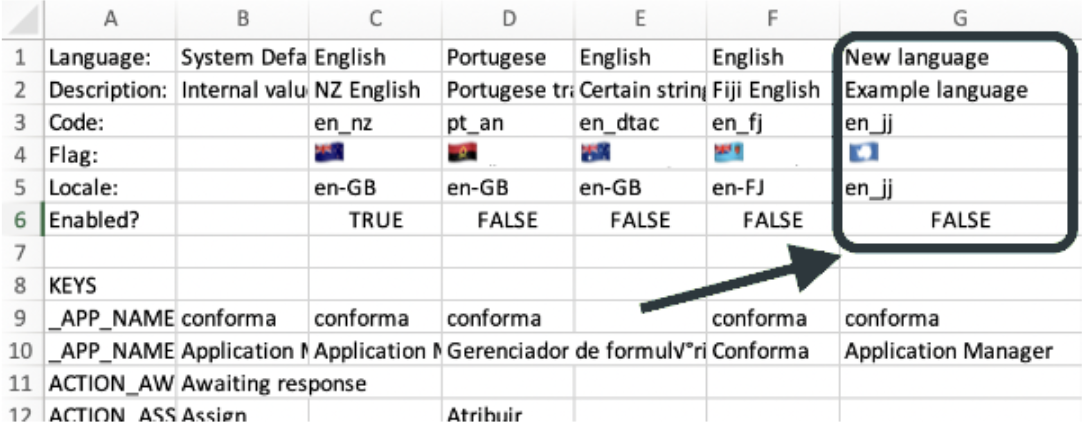 A B C D E F G
1 Language: System Defa English Portugese English English New language
2 Description: Internal valu NZ English Portugese tra Certain string Fiji English Example language
3 Code: en_nz pt_an en_dtac en_fj en_jj
4 Flag:
5 Locale: en-GB en-GB en-GB en-FJ en_jj
6 Enabled? TRUE FALSE FALSE FALSE FALSE
7
8 KEYS
9 _APP_NAME conforma conforma conforma conforma conforma
10 _APP_NAME Application M Application M Gerenciador de formul√°ri Conforma Application Manager
11 ACTION_AW Awaiting response
12 ACTION_ASS Assign Atribuir